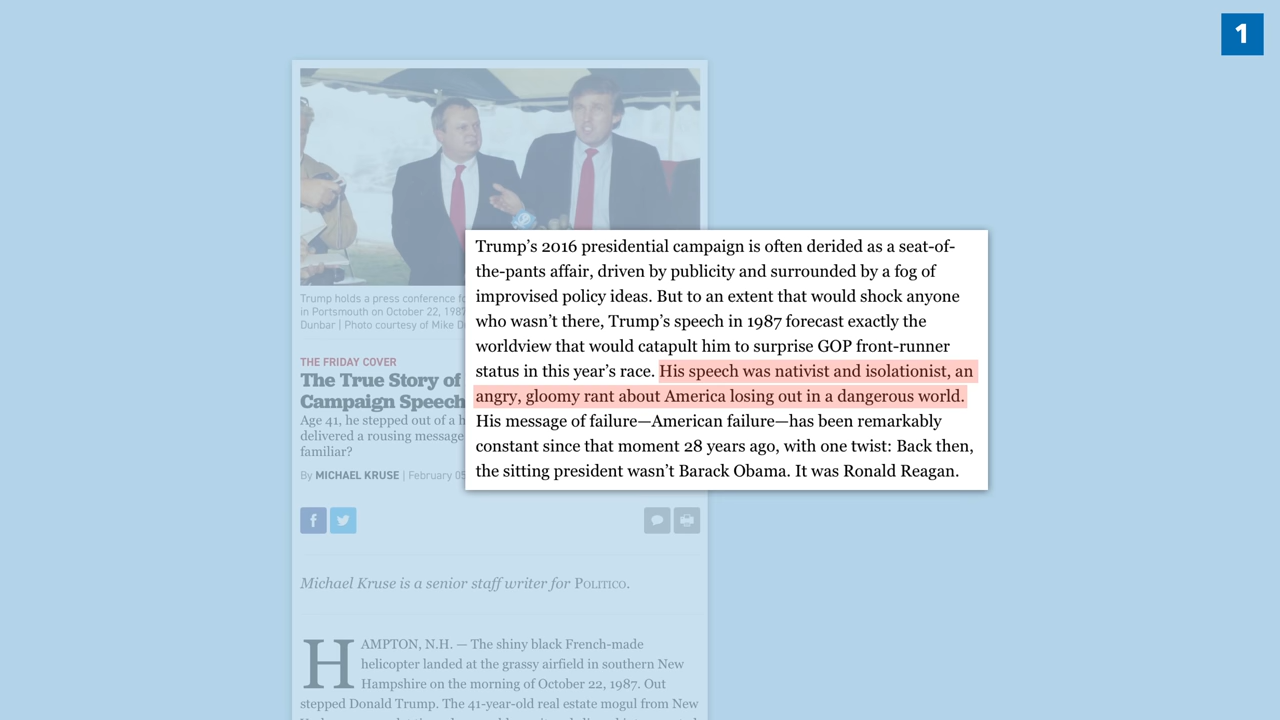 1
Trump holds a press conference fo
in Portsmouth on October 22, 1987
Dunbar | Photo courtesy of Mike D
THE FRIDAY COVER
The True Story of
Campaign Speech
Age 41, he stepped out of a h
delivered a rousing message
familiar?
By MICHAEL KRUSE | February 05
Trump’s 2016 presidential campaign is often derided as a seat-of-
the-pants affair, driven by publicity and surrounded by a fog of
improvised policy ideas. But to an extent that would shock anyone
who wasn’t there, Trump’s speech in 1987 forecast exactly the
worldview that would catapult him to surprise GOP front-runner
status in this year’s race. His speech was nativist and isolationist, an
angry, gloomy rant about America losing out in a dangerous world.
His message of failure—American failure—has been remarkably
constant since that moment 28 years ago, with one twist: Back then,
the sitting president wasn’t Barack Obama. It was Ronald Reagan.
f
Michael Kruse is a senior staff writer for POLITICO.
HAMPTON, N.H. — The shiny black French-made
helicopter landed at the grassy airfield in southern New
Hampshire on the morning of October 22, 1987. Out
stepped Donald Trump. The 41-year-old real estate mogul from New